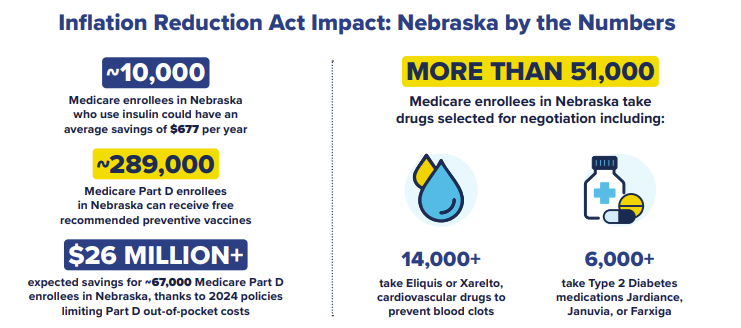 Inflation Reduction Act Impact: Nebraska by the Numbers
~10,000
Medicare enrollees in Nebraska
who use insulin could have an
average savings of $677 per year
~289,000
Medicare Part D enrollees
in Nebraska can receive free
recommended preventive vaccines
$26 MILLION+
expected savings for ~67,000 Medicare Part D
enrollees in Nebraska, thanks to 2024 policies
limiting Part D out-of-pocket costs
MORE THAN 51,000
Medicare enrollees in Nebraska take
drugs selected for negotiation including:
14,000+
take Eliquis or Xarelto,
cardiovascular drugs to
prevent blood clots
6,000+
take Type 2 Diabetes
medications Jardiance,
Januvia, or Farxiga